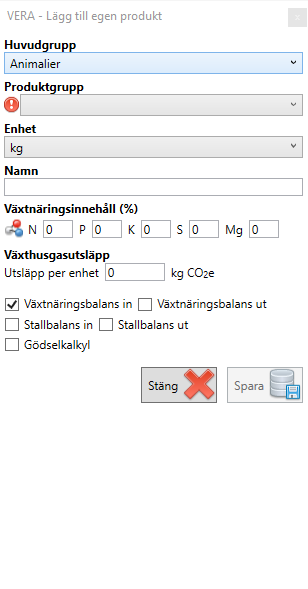 VERA - Lägg till egen produkt
Huvudgrupp
Animalier
Produktgrupp
Enhet
kg
Namn
Växtnäringsinnehåll (%)
N 0 P 0 K 0 S 0 Mg 0
Växthusgasutsläpp
Utsläpp per enhet 0 kg CO2e
Växtnäringsbalans in Växtnäringsbalans ut
Stallbalans in Stallbalans ut
Gödselkalkyl
Stäng Spara